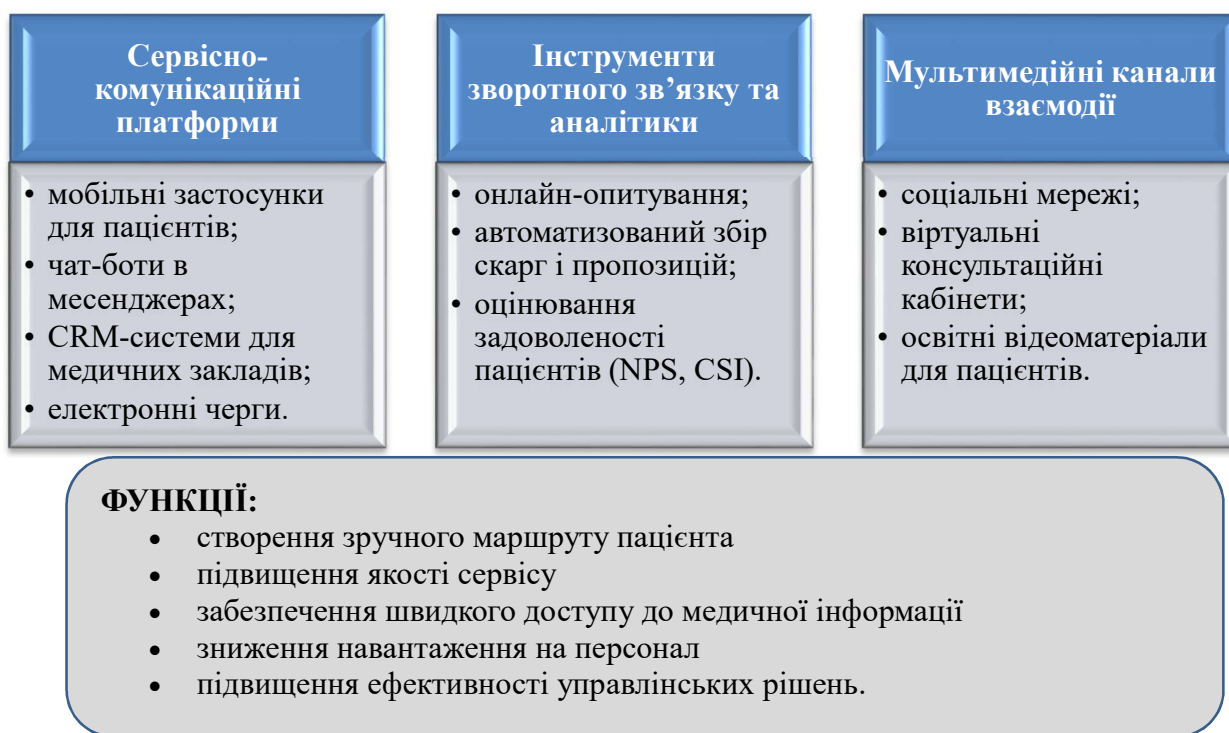 Сервісно-
комунікаційні
платформи
• мобільні застосунки
для пацієнтів;
• чат-боти в
месенджерах;
• CRM-системи для
медичних закладів;
• електронні черги.
Інструменти
зворотного зв’язку та
аналітики
• онлайн-опитування;
• автоматизований збір
скарг і пропозицій;
• оцінювання
задоволеності
пацієнтів (NPS, CSI).
Мультимедійні канали
взаємодії
• соціальні мережі;
• віртуальні
консультаційні
кабінети;
• освітні відеоматеріали
для пацієнтів.
ФУНКЦІЇ:
• створення зручного маршруту пацієнта
• підвищення якості сервісу
• забезпечення швидкого доступу до медичної інформації
• зниження навантаження на персонал
• підвищення ефективності управлінських рішень.